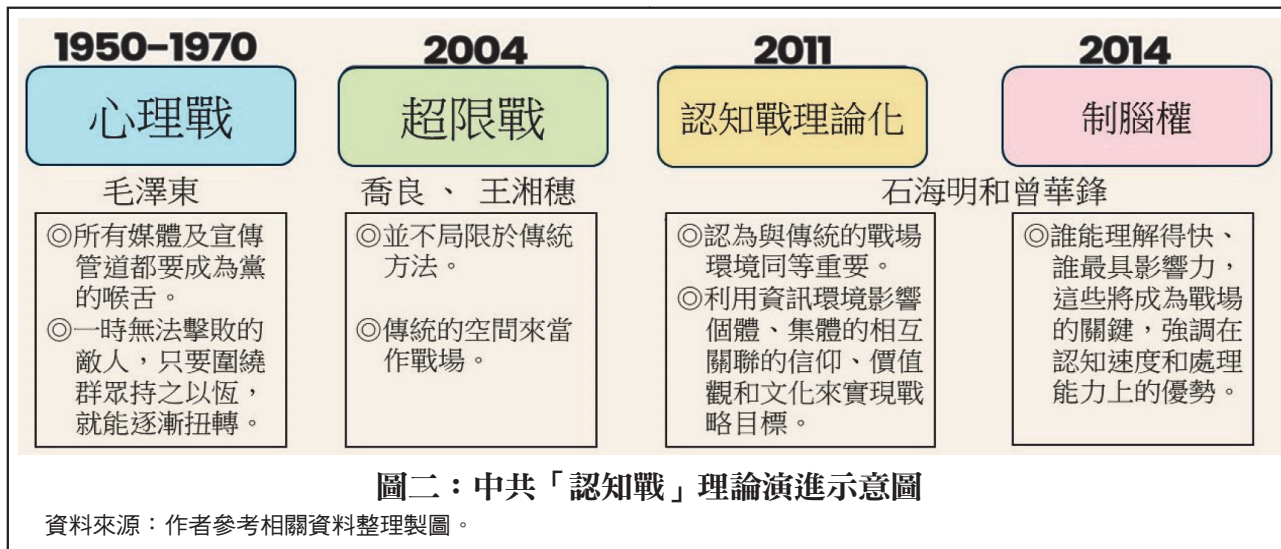 1950–1970
心理戰
毛澤東
◎所有媒體及宣傳
管道都要成為黨
的喉舌。
◎一時無法擊敗的
敵人，只要圍繞
群眾持之以恆，
就能逐漸扭轉。
2004
超限戰
喬良 、 王湘穗
◎並不局限於傳統
方法。
◎傳統的空間來當
作戰場。
2011
認知戰理論化
2014
制腦權
石海明和曾華鋒
◎認為與傳統的戰場
環境同等重要。
◎利用資訊環境影響
個體、集體的相互
關聯的信仰、價值
觀和文化來實現戰
略目標。
◎誰能理解得快、
誰最具影響力，
這些將成為戰場
的關鍵，強調在
認知速度和處理
能力上的優勢。
圖二：中共「認知戰」理論演進示意圖
資料來源：作者參考相關資料整理製圖。